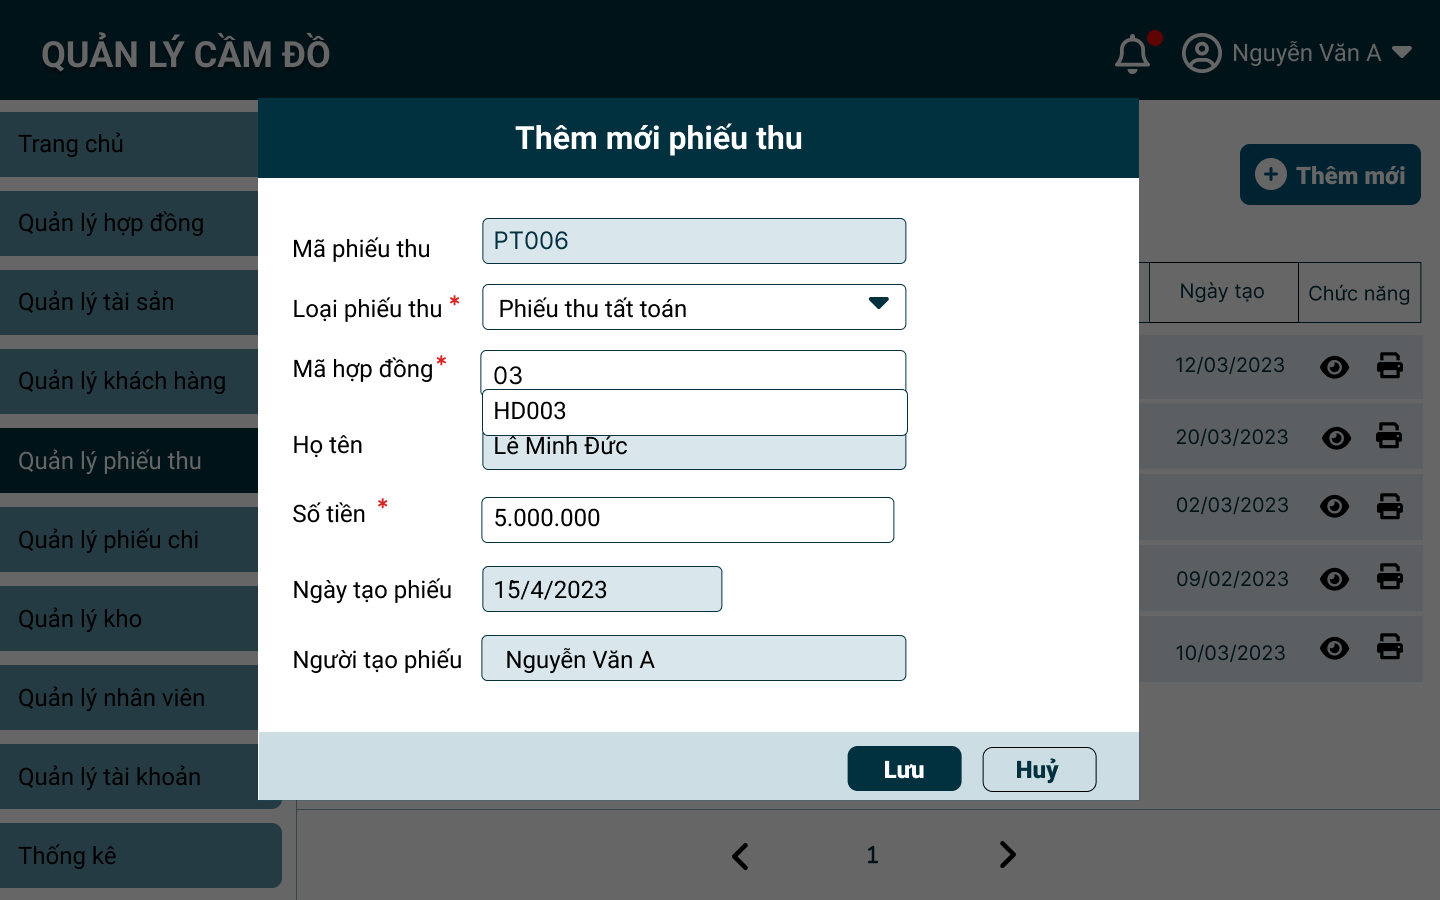 QUẢN LÝ CẦM ĐỒ
Nguyễn Văn A
Trang chủ
Quản lý hợp đồng
Quản lý tài sản
Quản lý khách hàng
Quản lý phiếu thu
Quản lý phiếu chi
Quản lý kho
Quản lý nhân viên
Quản lý tài khoản
Thống kê
Thêm mới
Ngày tạo Chức năng
12/03/2023
20/03/2023
02/03/2023
09/02/2023
10/03/2023
Thêm mới phiếu thu
Mã phiếu thu PT006
Loại phiếu thu * Phiếu thu tất toán
Mã hợp đồng * 03
HD003
Họ tên Lê Minh Đức
Số tiền * 5.000.000
Ngày tạo phiếu 15/4/2023
Người tạo phiếu Nguyễn Văn A
Lưu Huỷ
1